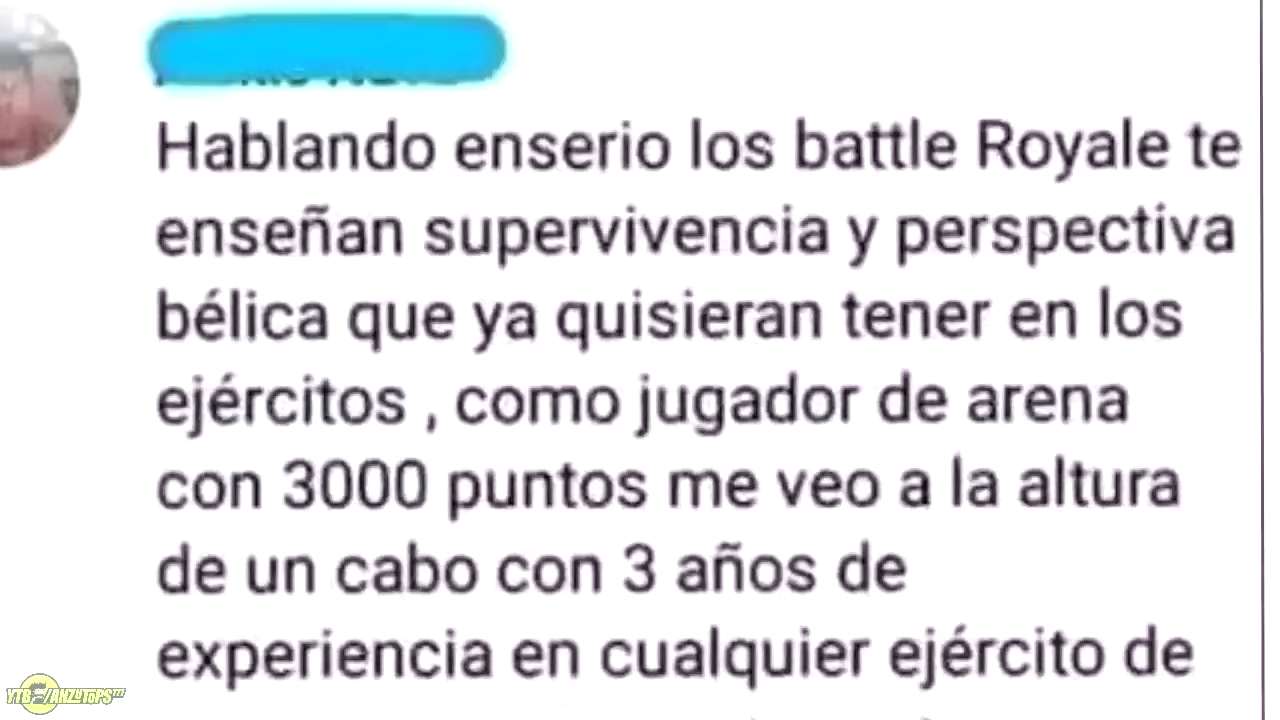 Hablando enserio los battle Royale te
enseñan supervivencia y perspectiva
bélica que ya quisieran tener en los
ejércitos , como jugador de arena
con 3000 puntos me veo a la altura
de un cabo con 3 años de
experiencia en cualquier ejército de
YTB/ANZUTOPS